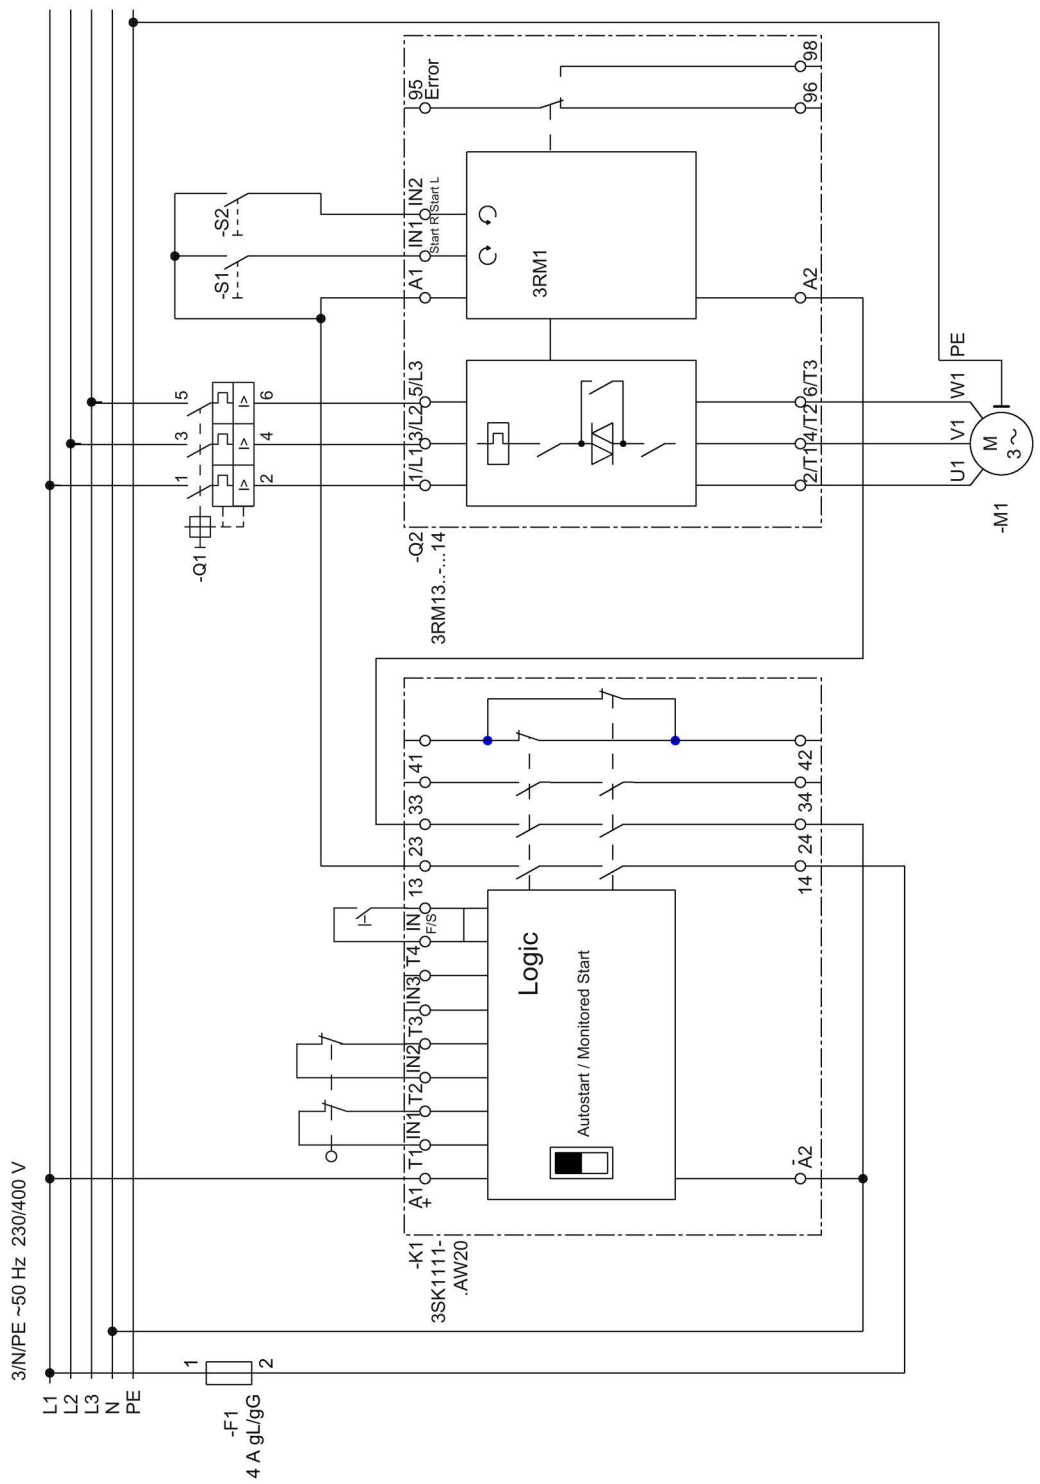 3/N/PE ~50 Hz 230/400 V
L1
L2
L3
N
PE
-F1
4 A gL/gG
1
2
-Q1
1
3
5
2
4
6
-S1
-S2
-K1
3SK1111-
.AW20
A1
+
T1
IN1
T2
IN2
T3
IN3
T4
IN
F/S
13
23
33
41
Logic
Autostart / Monitored Start
-
A2
14
24
34
42
-Q2
3RM13..-...14
1/L1
3/L2
5/L3
A1
IN1
Start R
IN2
Start L
95
Error
3RM1
2/T1
4/T2
6/T3
A2
96
98
U1
V1
W1
PE
-M1
M
3~